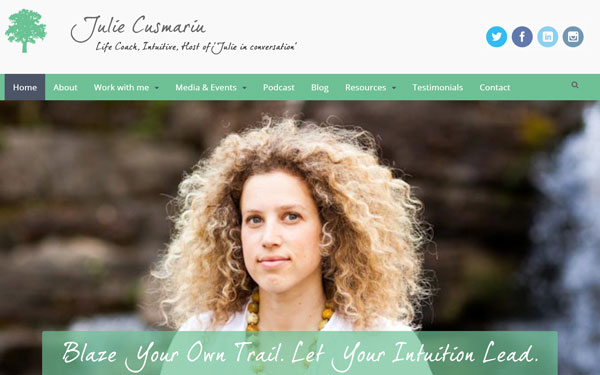 Julie Cusmariu
Life Coach, Intuitive, Host of 'Julie in conversation'
Home About Work with me Media & Events Podcast Blog Resources Testimonials Contact
Blaze Your Own Trail. Let Your Intuition Lead.